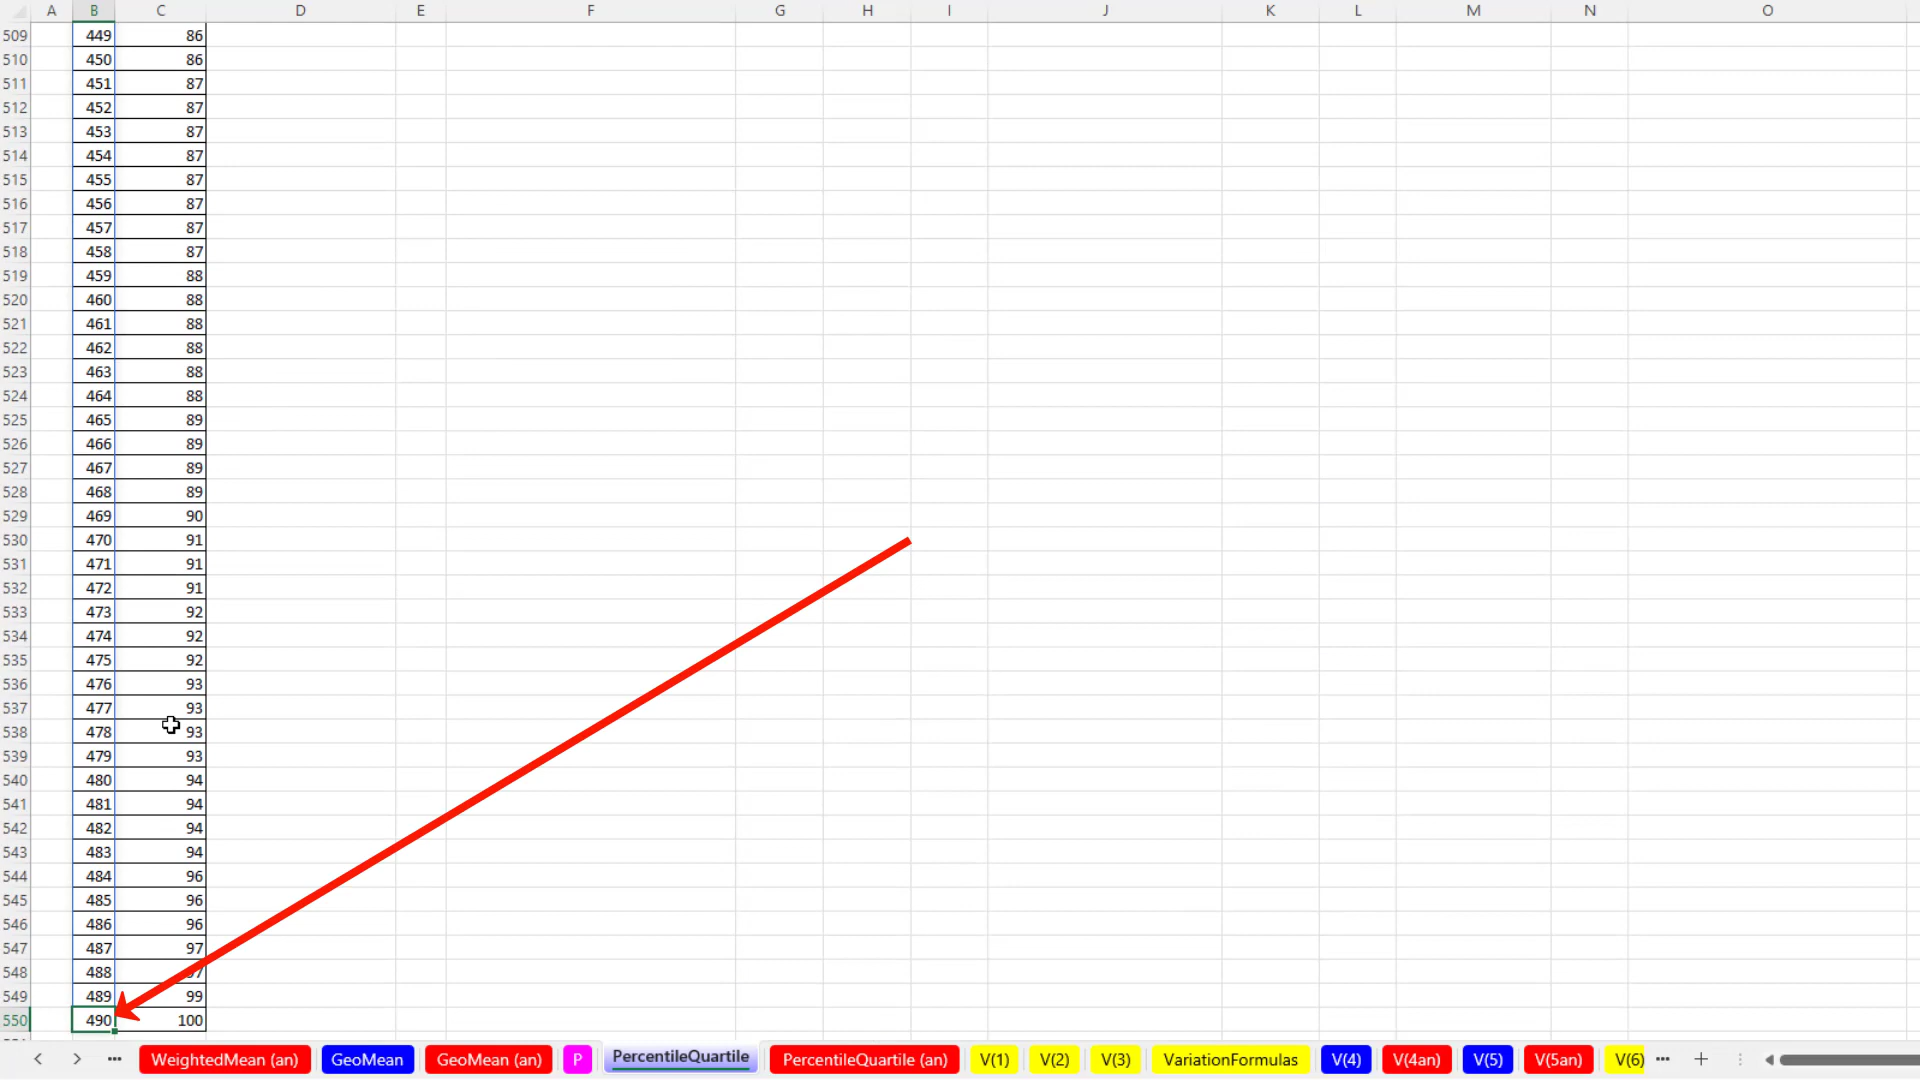 A B C D E F G H I J K L M N O
509 449 86
510 450 86
511 451 87
512 452 87
513 453 87
514 454 87
515 455 87
516 456 87
517 457 87
518 458 87
519 459 88
520 460 88
521 461 88
522 462 88
523 463 88
524 464 88
525 465 89
526 466 89
527 467 89
528 468 89
529 469 90
530 470 91
531 471 91
532 472 91
533 473 92
534 474 92
535 475 92
536 476 93
537 477 93
538 478 93
539 479 93
540 480 94
541 481 94
542 482 94
543 483 94
544 484 96
545 485 96
546 486 96
547 487 97
548 488 97
549 489 99
550 490 100
WeightedMean (an) GeoMean GeoMean (an) P PercentileQuartile PercentileQuartile (an) V(1) V(2) V(3) VariationFormulas V(4) V(4an) V(5) V(5an) V(6)